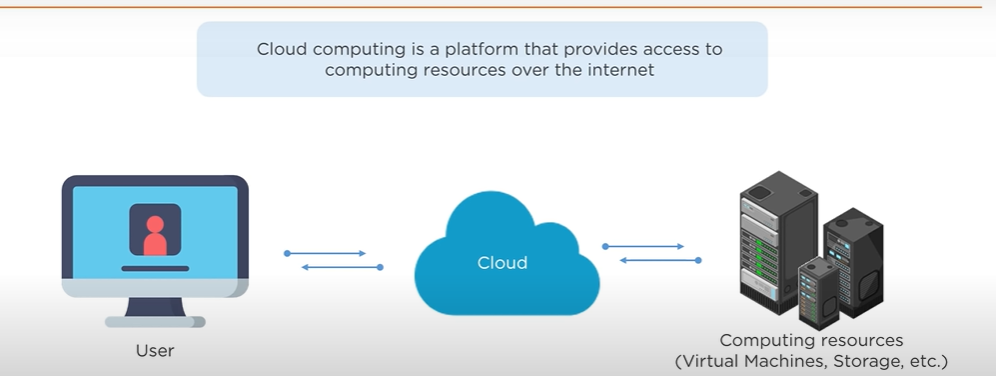 Cloud computing is a platform that provides access to
computing resources over the internet
Cloud
User
Computing resources
(Virtual Machines, Storage, etc.)